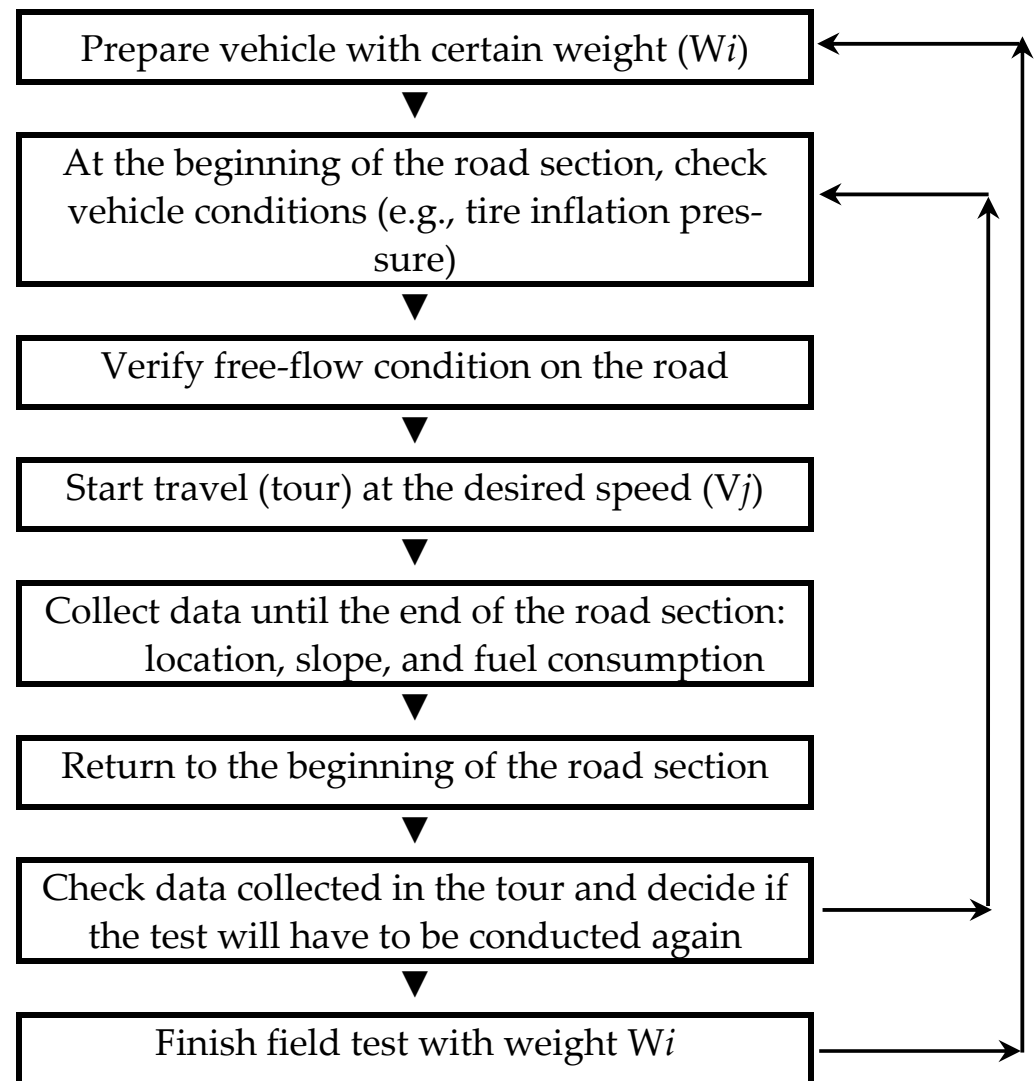 Prepare vehicle with certain weight (Wi)
At the beginning of the road section, check
vehicle conditions (e.g., tire inflation pres-
sure)
Verify free-flow condition on the road
Start travel (tour) at the desired speed (Vj)
Collect data until the end of the road section:
location, slope, and fuel consumption
Return to the beginning of the road section
Check data collected in the tour and decide if
the test will have to be conducted again
Finish field test with weight Wi